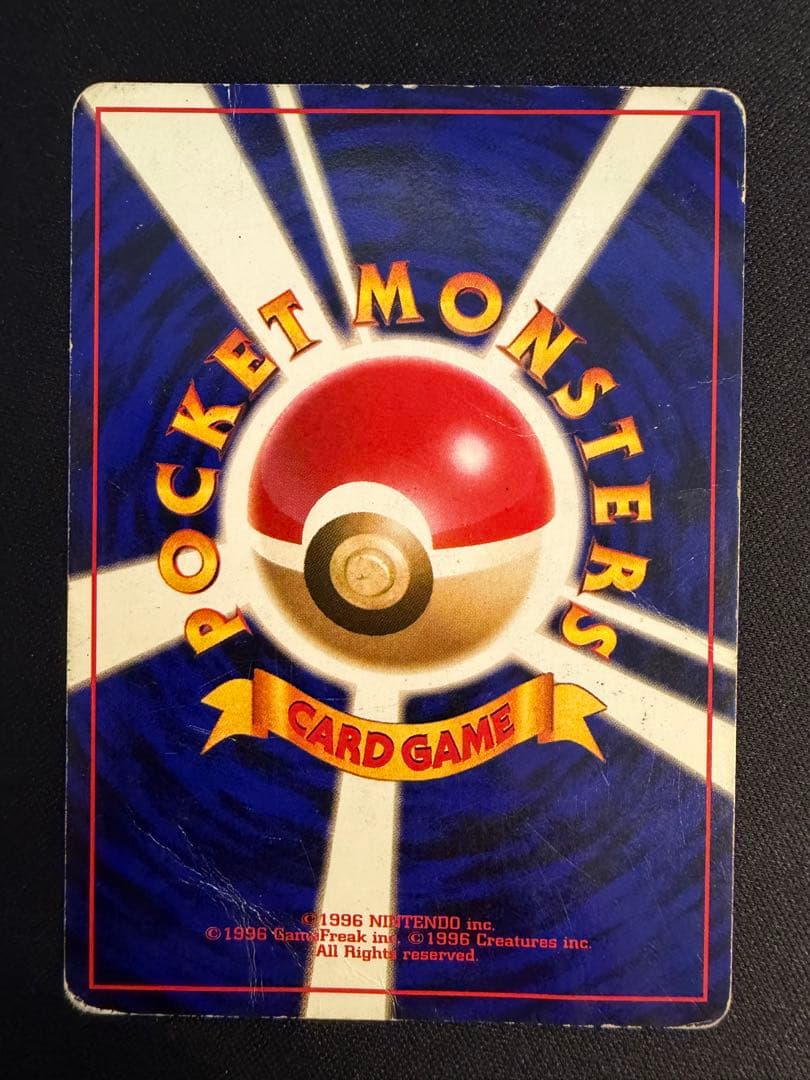 POCKET MONSTERS
CARD GAME
©1996 NINTENDO inc.
©1996 GameFreak inc. ©1996 Creatures inc.
All Rights reserved.